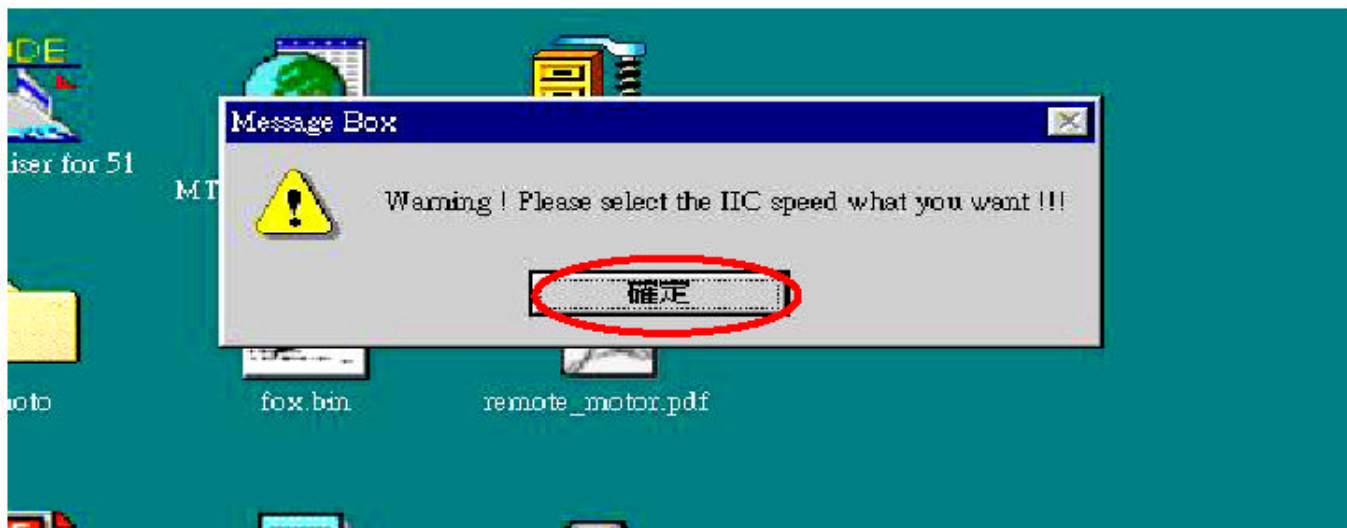 DE
iser for 51
MT
Message Box
Warning ! Please select the IIC speed what you want !!!
確定
oto
fox.bin
remote_motor.pdf